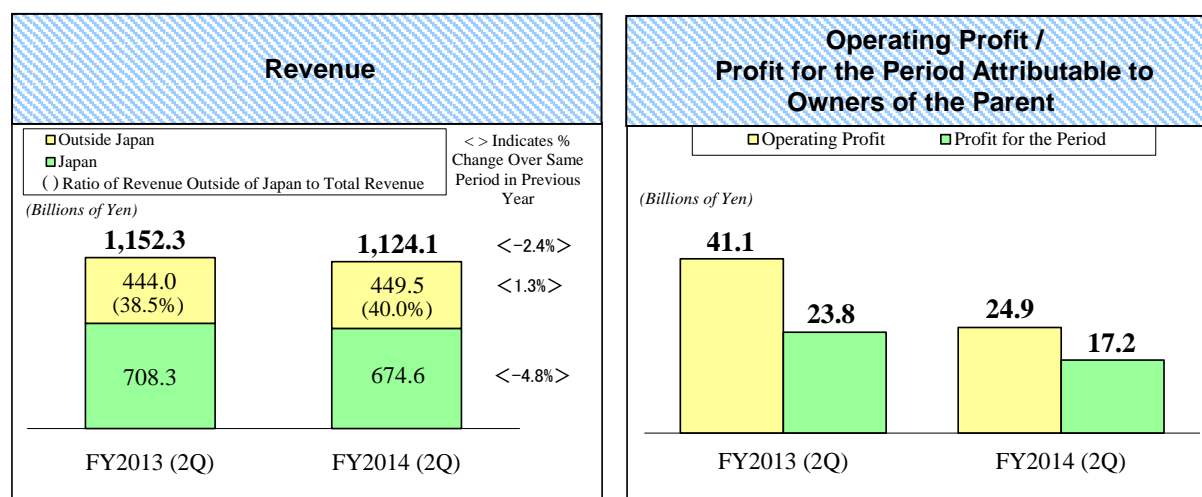 Revenue
Outside Japan
Japan
( ) Ratio of Revenue Outside of Japan to Total Revenue
< > Indicates %
Change Over Same
Period in Previous
Year
(Billions of Yen)
1,152.3
1,124.1
<-2.4%>
444.0
(38.5%)
449.5
(40.0%)
<1.3%>
708.3
674.6
<-4.8%>
FY2013 (2Q)
FY2014 (2Q)
Operating Profit /
Profit for the Period Attributable to
Owners of the Parent
Operating Profit
Profit for the Period
(Billions of Yen)
41.1
23.8
24.9
17.2
FY2013 (2Q)
FY2014 (2Q)